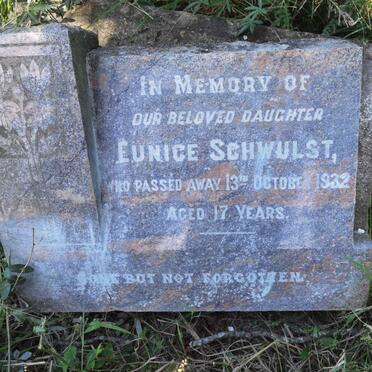 IN MEMORY OF
OUR BELOVED DAUGHTER
EUNICE SCHWULST,
WHO PASSED AWAY 13TH OCTOBER 1932
AGED 17 YEARS.
GONE BUT NOT FORGOTTEN.